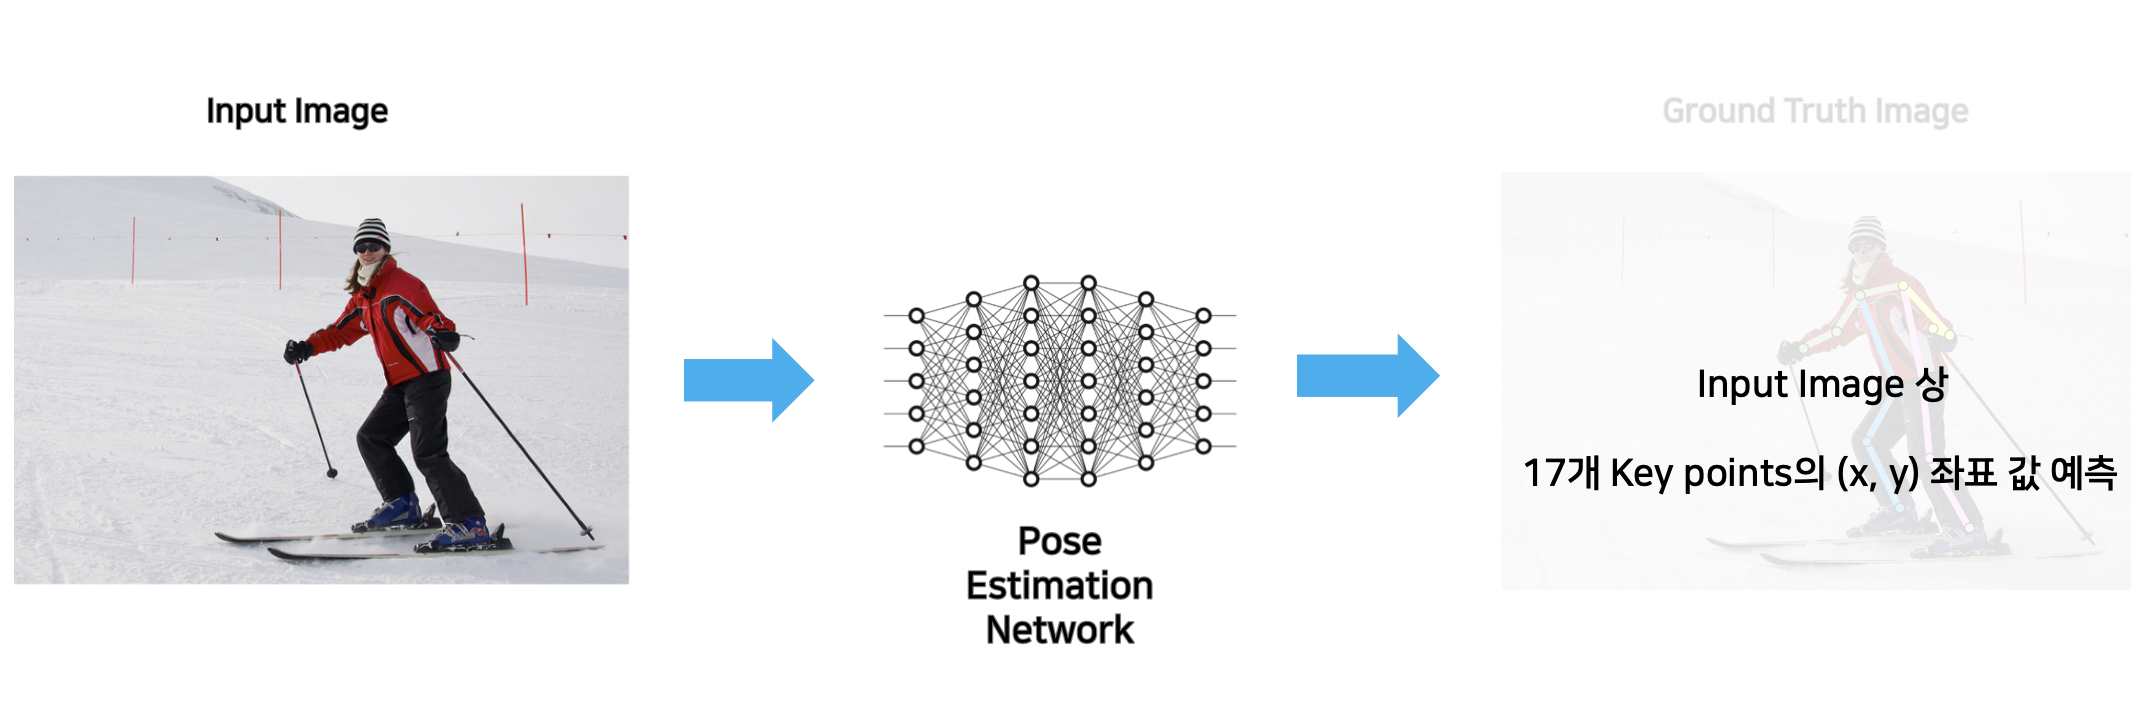 Input Image
Ground Truth Image
Input Image 상
17개 Key points의 (x, y) 좌표 값 예측
Pose
Estimation
Network